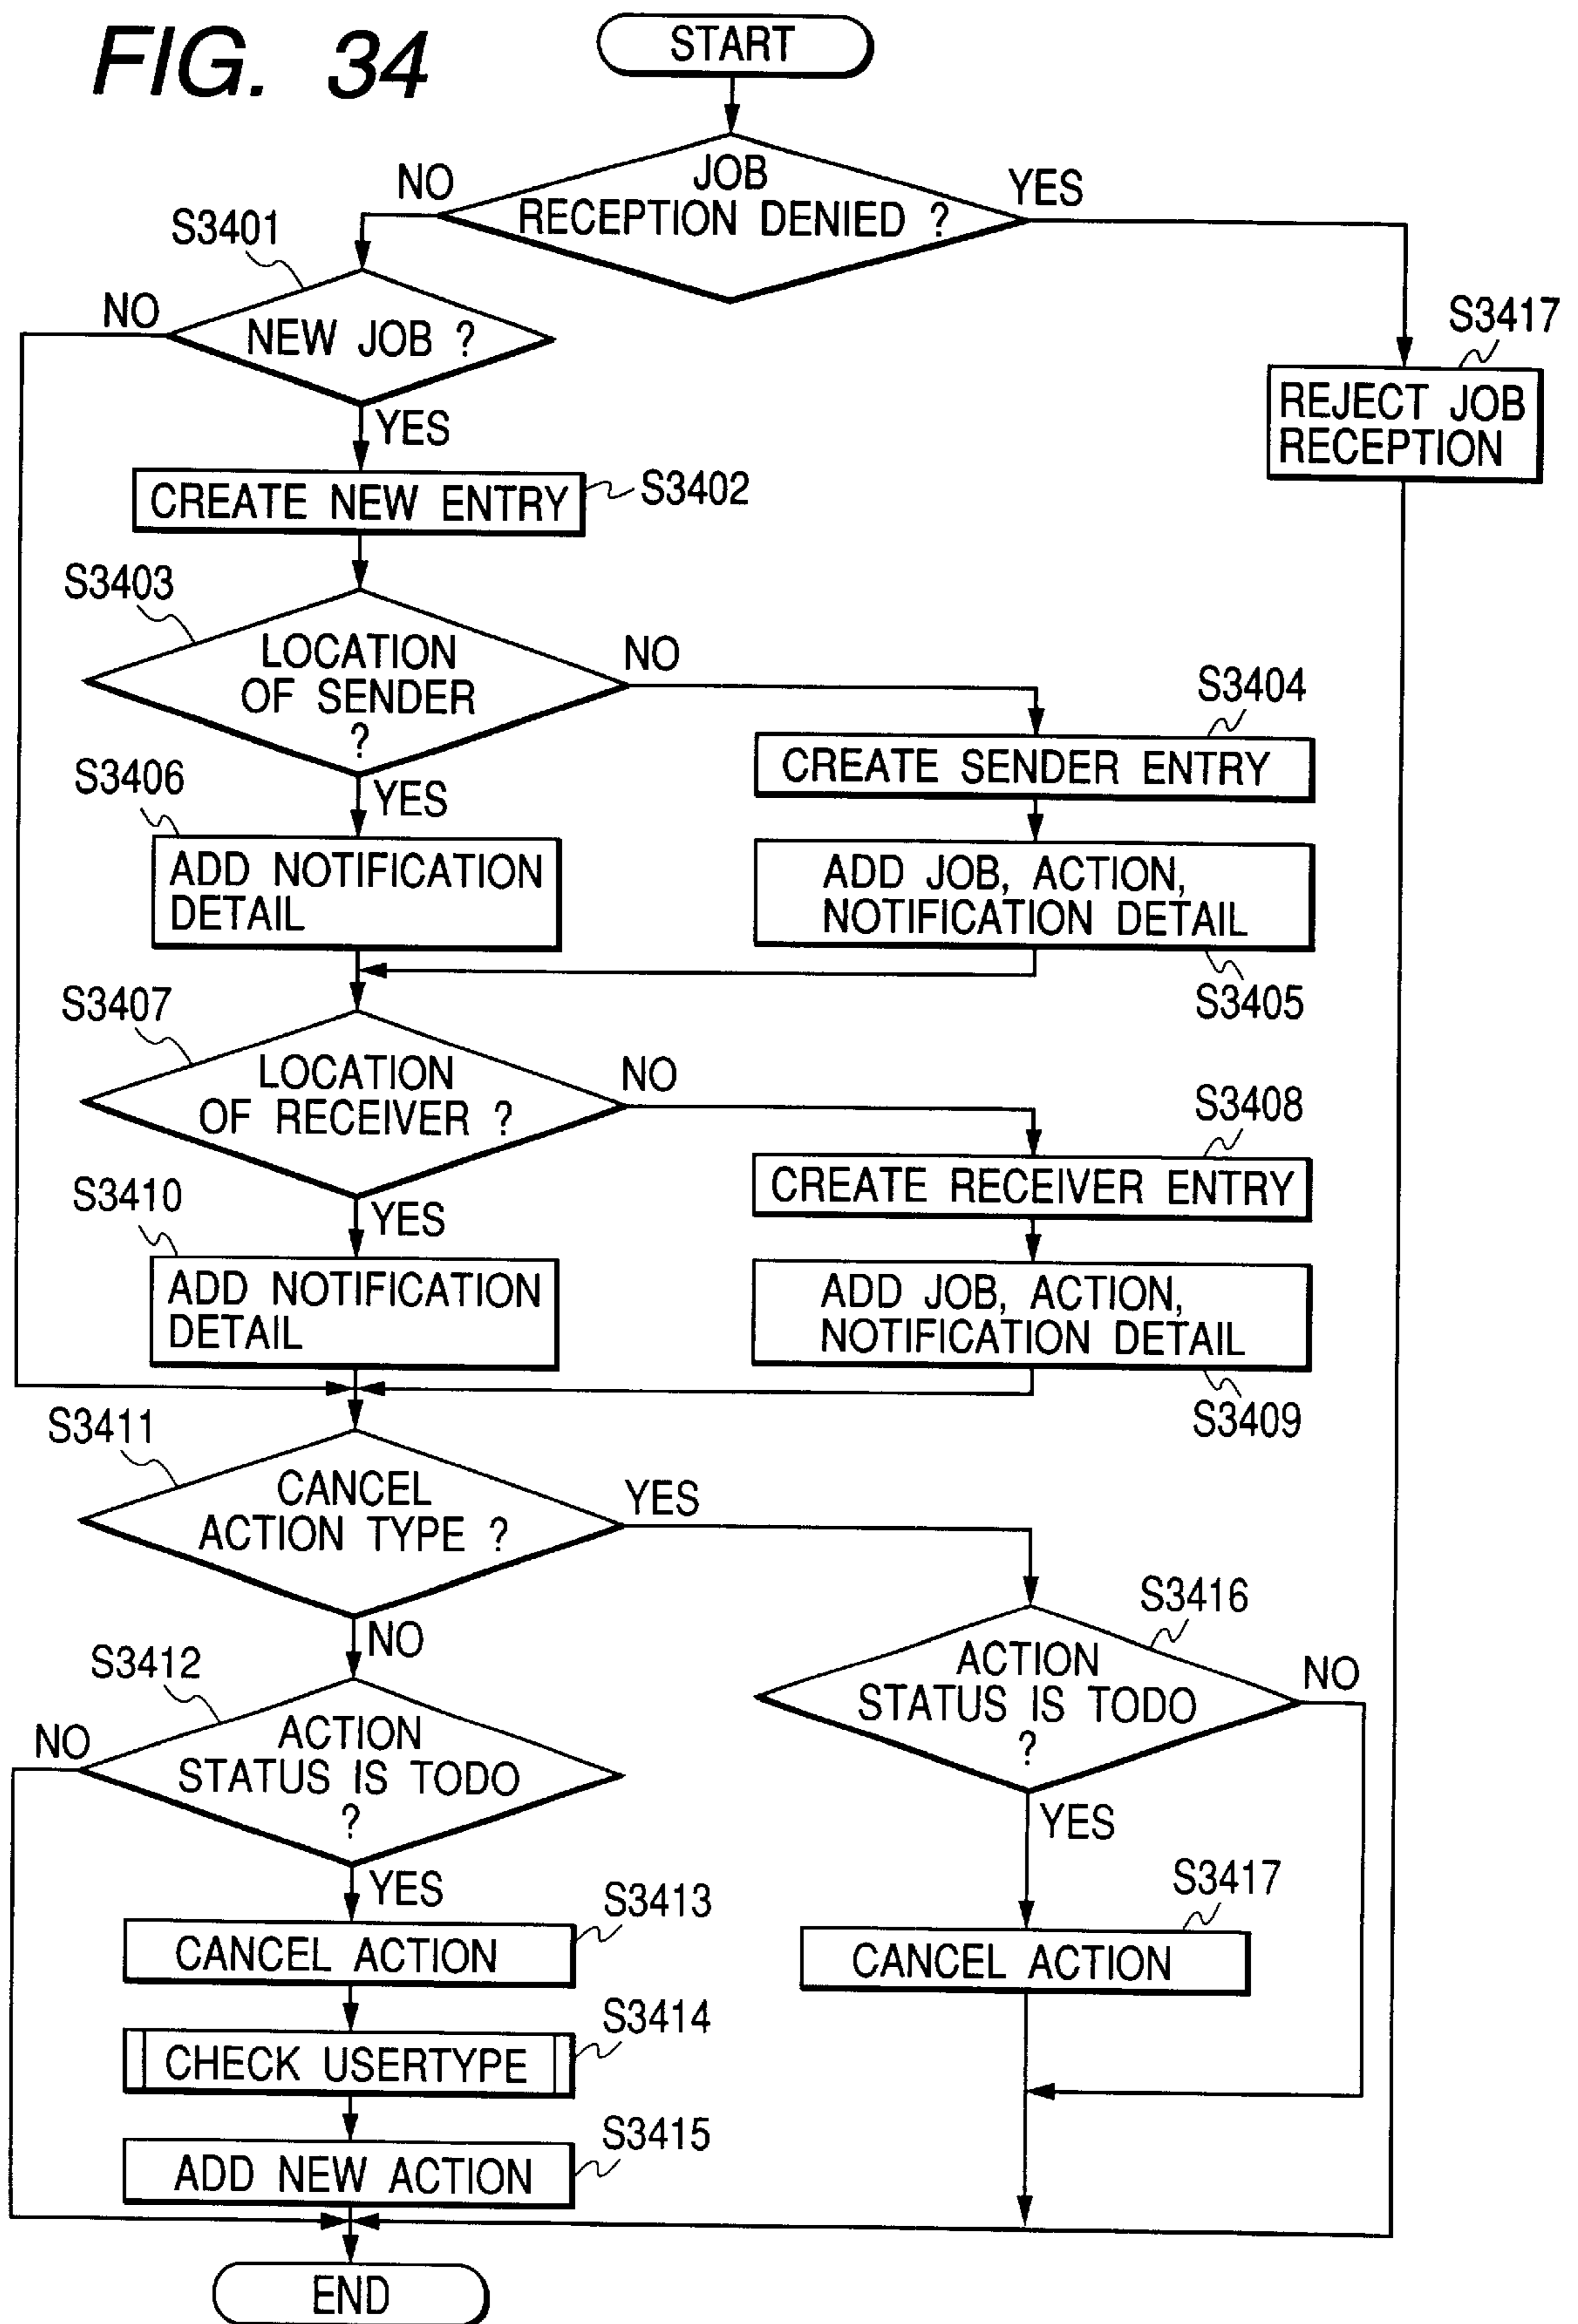 FIG. 34
START
JOB
RECEPTION DENIED ?
NO
YES
S3401
NEW JOB ?
NO
YES
S3417
REJECT JOB
RECEPTION
CREATE NEW ENTRY
S3402
S3403
LOCATION
OF SENDER
?
NO
YES
S3404
CREATE SENDER ENTRY
S3406
ADD NOTIFICATION
DETAIL
ADD JOB, ACTION,
NOTIFICATION DETAIL
S3405
S3407
LOCATION
OF RECEIVER ?
NO
YES
S3408
CREATE RECEIVER ENTRY
S3410
ADD NOTIFICATION
DETAIL
ADD JOB, ACTION,
NOTIFICATION DETAIL
S3409
S3411
CANCEL
ACTION TYPE ?
YES
NO
S3416
ACTION
STATUS IS TODO
?
NO
YES
S3412
ACTION
STATUS IS TODO
?
NO
YES
S3413
CANCEL ACTION
S3417
CANCEL ACTION
S3414
CHECK USERTYPE
S3415
ADD NEW ACTION
END